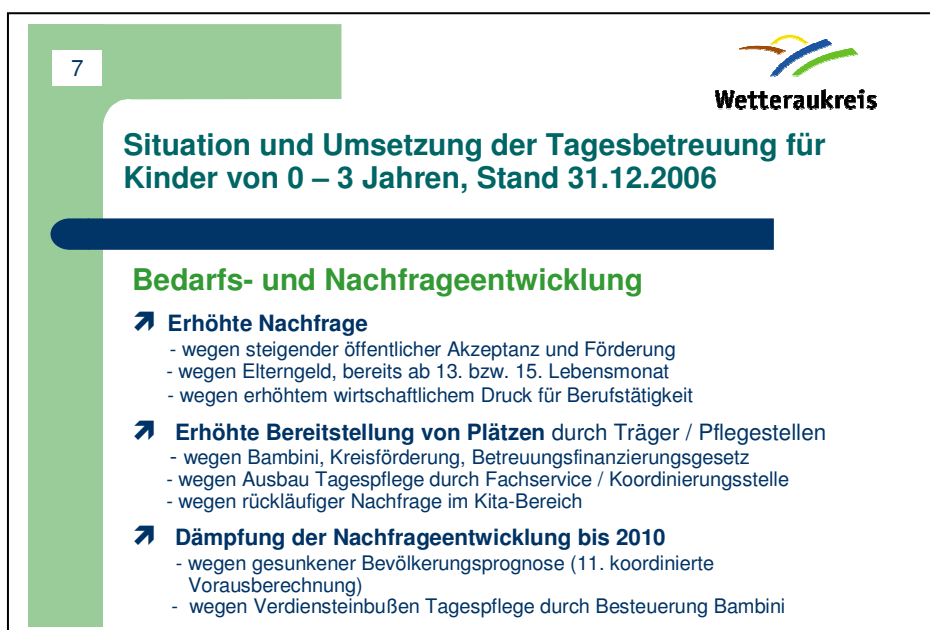 7
Wetteraukreis
Situation und Umsetzung der Tagesbetreuung für
Kinder von 0 – 3 Jahren, Stand 31.12.2006
Bedarfs- und Nachfrageentwicklung
Erhöhte Nachfrage
- wegen steigender öffentlicher Akzeptanz und Förderung
- wegen Elterngeld, bereits ab 13. bzw. 15. Lebensmonat
- wegen erhöhtem wirtschaftlichem Druck für Berufstätigkeit
Erhöhte Bereitstellung von Plätzen durch Träger / Pflegestellen
- wegen Bambini, Kreisförderung, Betreuungsfinanzierungsgesetz
- wegen Ausbau Tagespflege durch Fachservice / Koordinierungsstelle
- wegen rückläufiger Nachfrage im Kita-Bereich
Dämpfung der Nachfrageentwicklung bis 2010
- wegen gesunkener Bevölkerungsprognose (11. koordinierte
Vorausberechnung)
- wegen Verdiensteinbußen Tagespflege durch Besteuerung Bambini